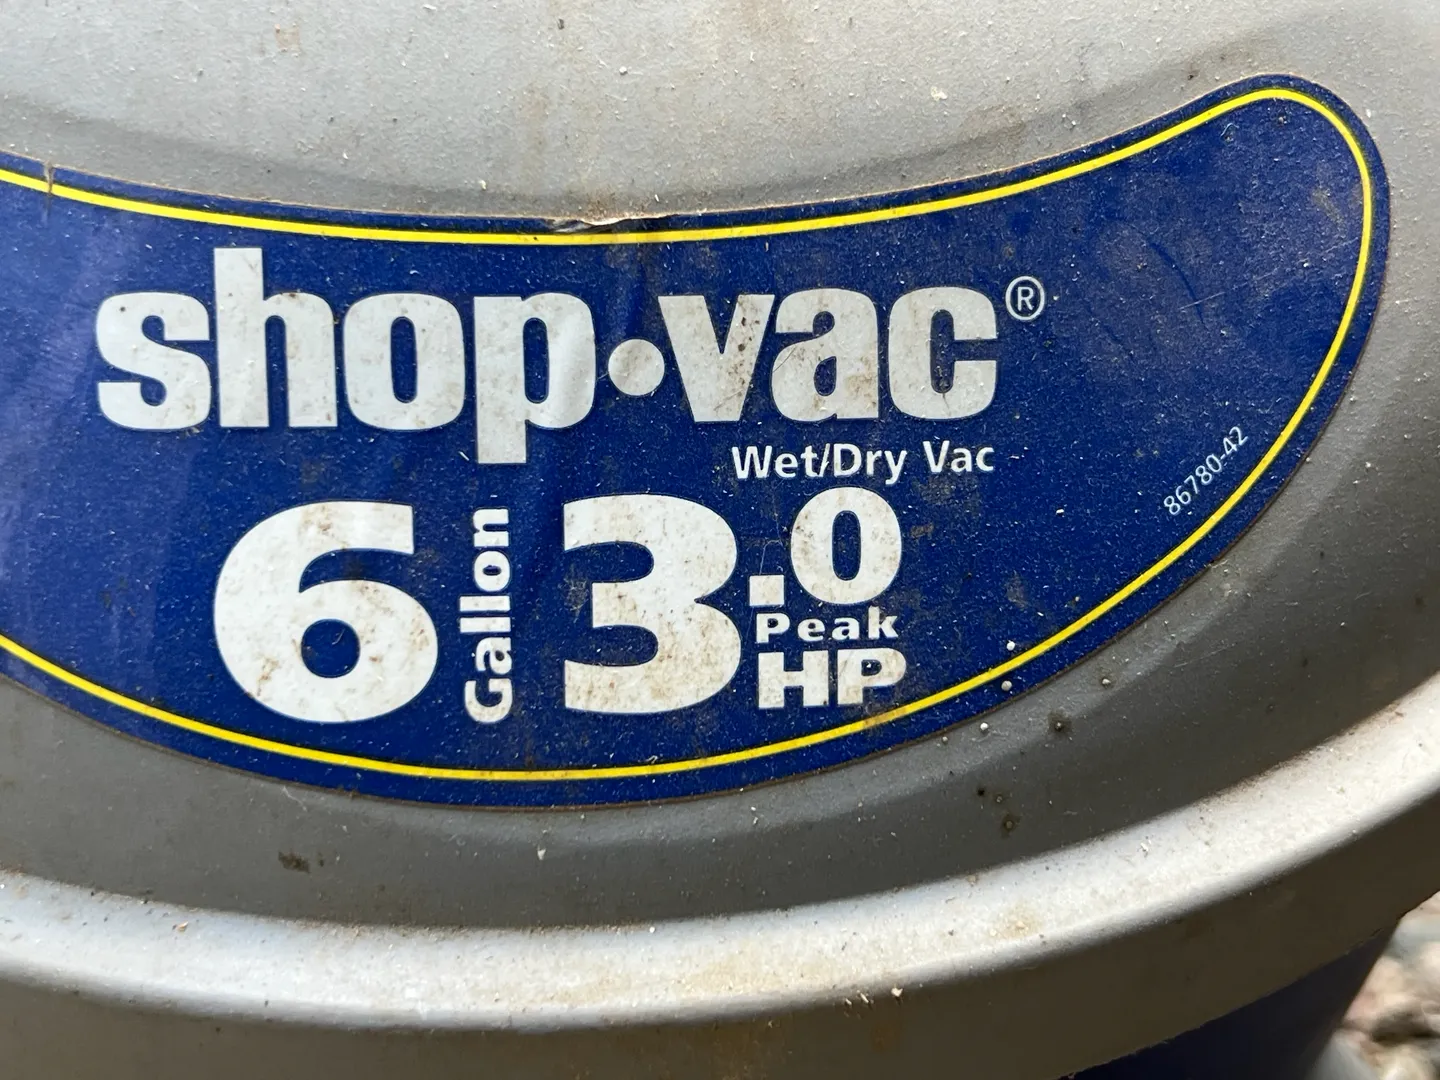 shop·vac®
Wet/Dry Vac
6 Gallon 3.0 Peak HP
86780-42